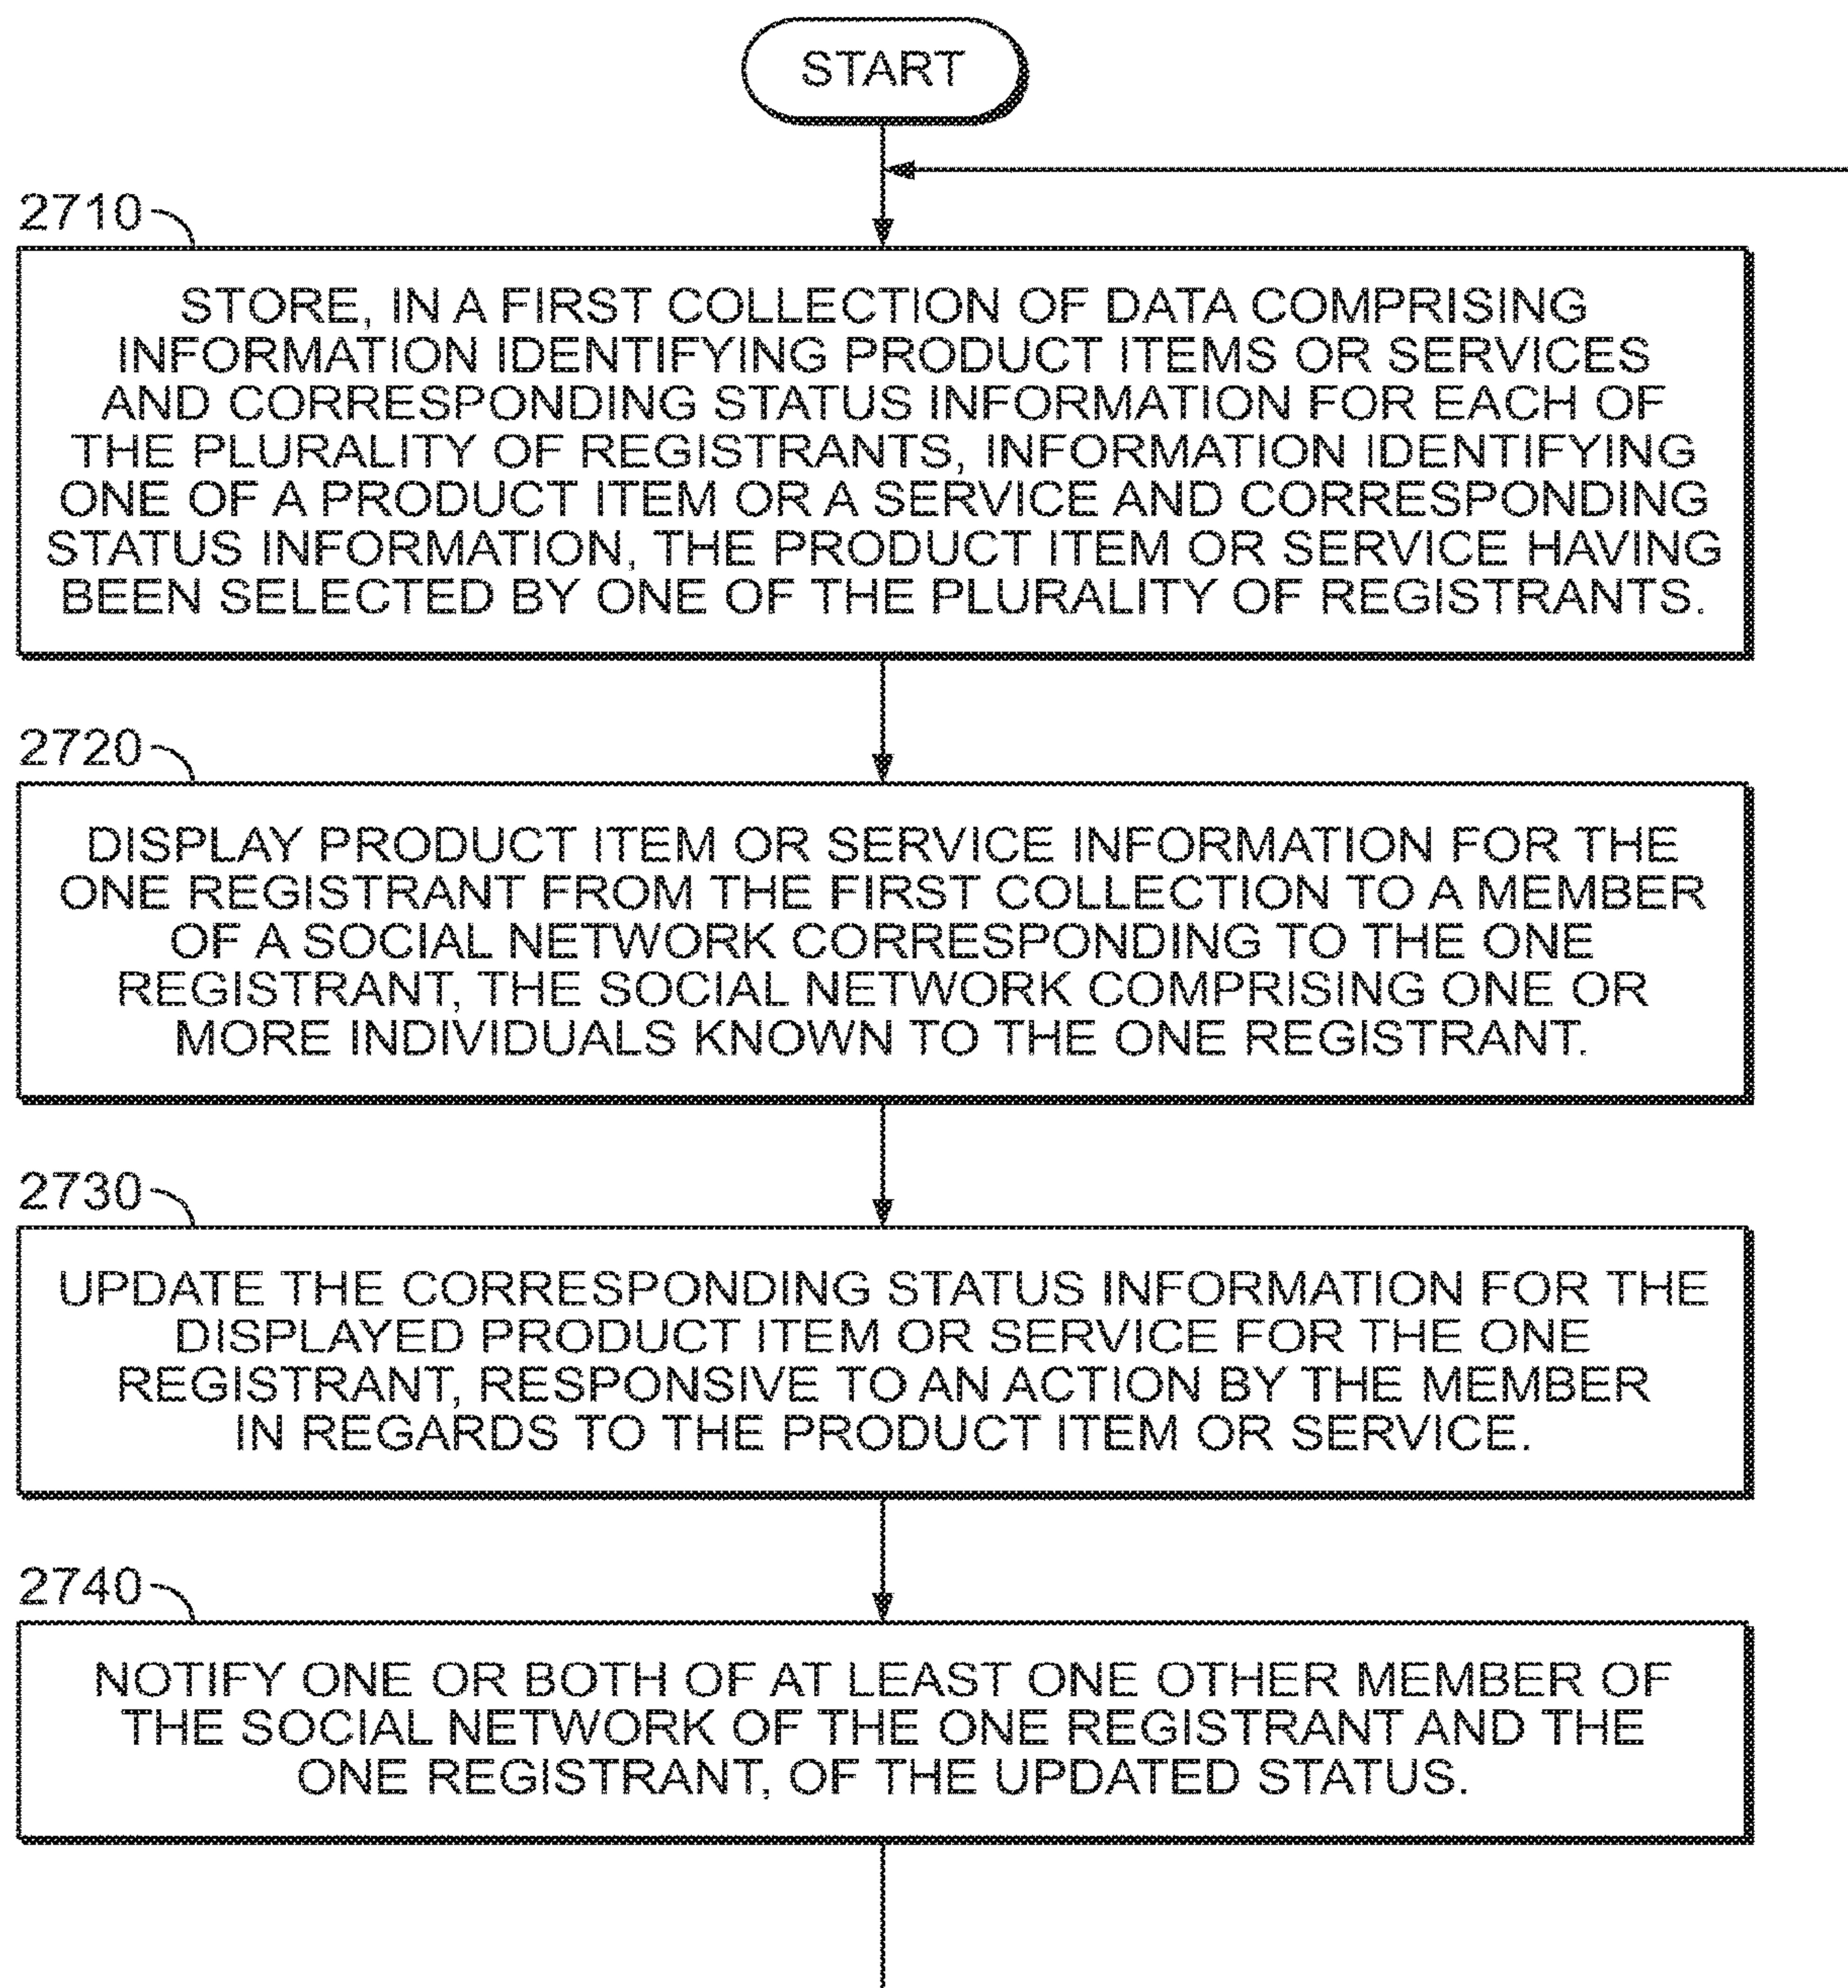 START
2710
STORE, IN A FIRST COLLECTION OF DATA COMPRISING
INFORMATION IDENTIFYING PRODUCT ITEMS OR SERVICES
AND CORRESPONDING STATUS INFORMATION FOR EACH OF
THE PLURALITY OF REGISTRANTS, INFORMATION IDENTIFYING
ONE OF A PRODUCT ITEM OR A SERVICE AND CORRESPONDING
STATUS INFORMATION, THE PRODUCT ITEM OR SERVICE HAVING
BEEN SELECTED BY ONE OF THE PLURALITY OF REGISTRANTS.
2720
DISPLAY PRODUCT ITEM OR SERVICE INFORMATION FOR THE
ONE REGISTRANT FROM THE FIRST COLLECTION TO A MEMBER
OF A SOCIAL NETWORK CORRESPONDING TO THE ONE
REGISTRANT, THE SOCIAL NETWORK COMPRISING ONE OR
MORE INDIVIDUALS KNOWN TO THE ONE REGISTRANT.
2730
UPDATE THE CORRESPONDING STATUS INFORMATION FOR THE
DISPLAYED PRODUCT ITEM OR SERVICE FOR THE ONE
REGISTRANT, RESPONSIVE TO AN ACTION BY THE MEMBER
IN REGARDS TO THE PRODUCT ITEM OR SERVICE.
2740
NOTIFY ONE OR BOTH OF AT LEAST ONE OTHER MEMBER OF
THE SOCIAL NETWORK OF THE ONE REGISTRANT AND THE
ONE REGISTRANT, OF THE UPDATED STATUS.